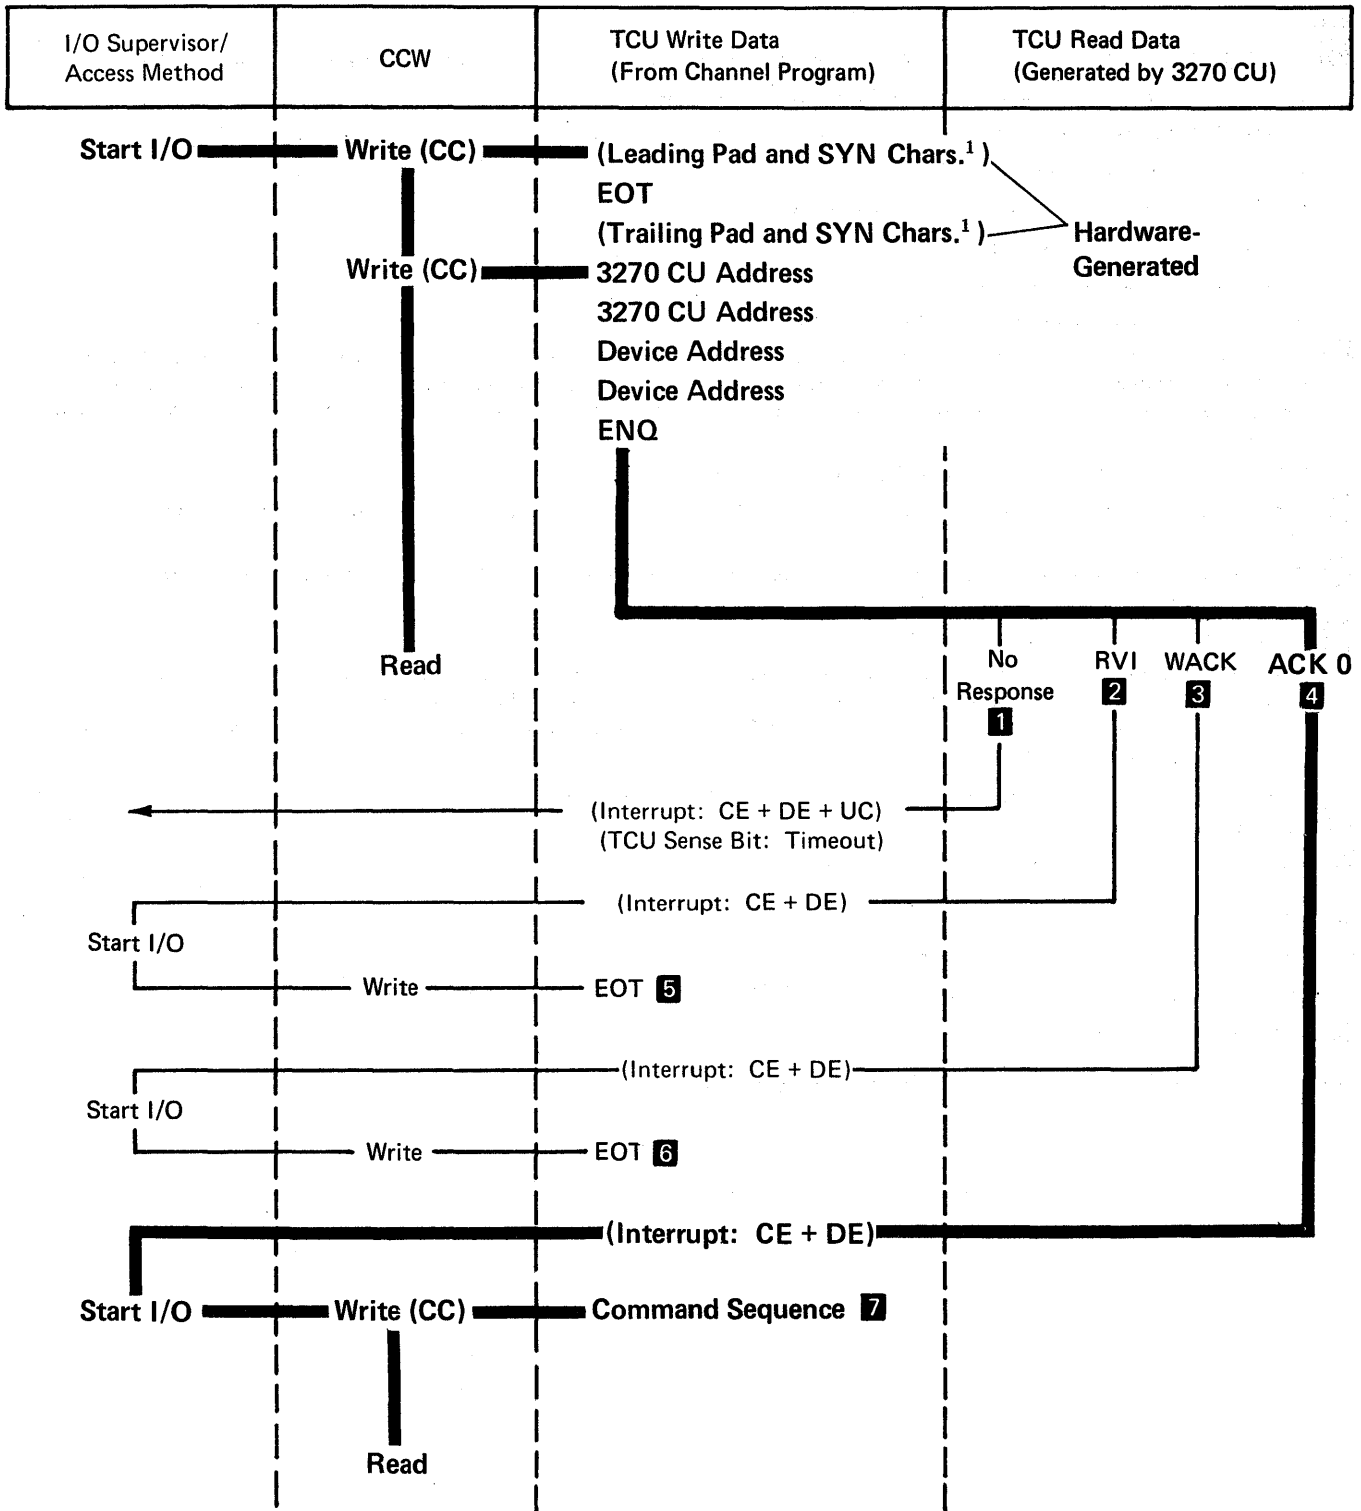 I/O Supervisor/
Access Method
CCW
TCU Write Data
(From Channel Program)
TCU Read Data
(Generated by 3270 CU)
Start I/O
Write (CC)
(Leading Pad and SYN Chars.¹ )
EOT
(Trailing Pad and SYN Chars.¹ )
Hardware-
Generated
Write (CC)
3270 CU Address
3270 CU Address
Device Address
Device Address
ENQ
Read
No
Response
1
RVI
2
WACK
3
ACK 0
4
(Interrupt: CE + DE + UC)
(TCU Sense Bit: Timeout)
(Interrupt: CE + DE)
Start I/O
Write
EOT 5
(Interrupt: CE + DE)
Start I/O
Write
EOT 6
(Interrupt: CE + DE)
Start I/O
Write (CC)
Command Sequence 7
Read